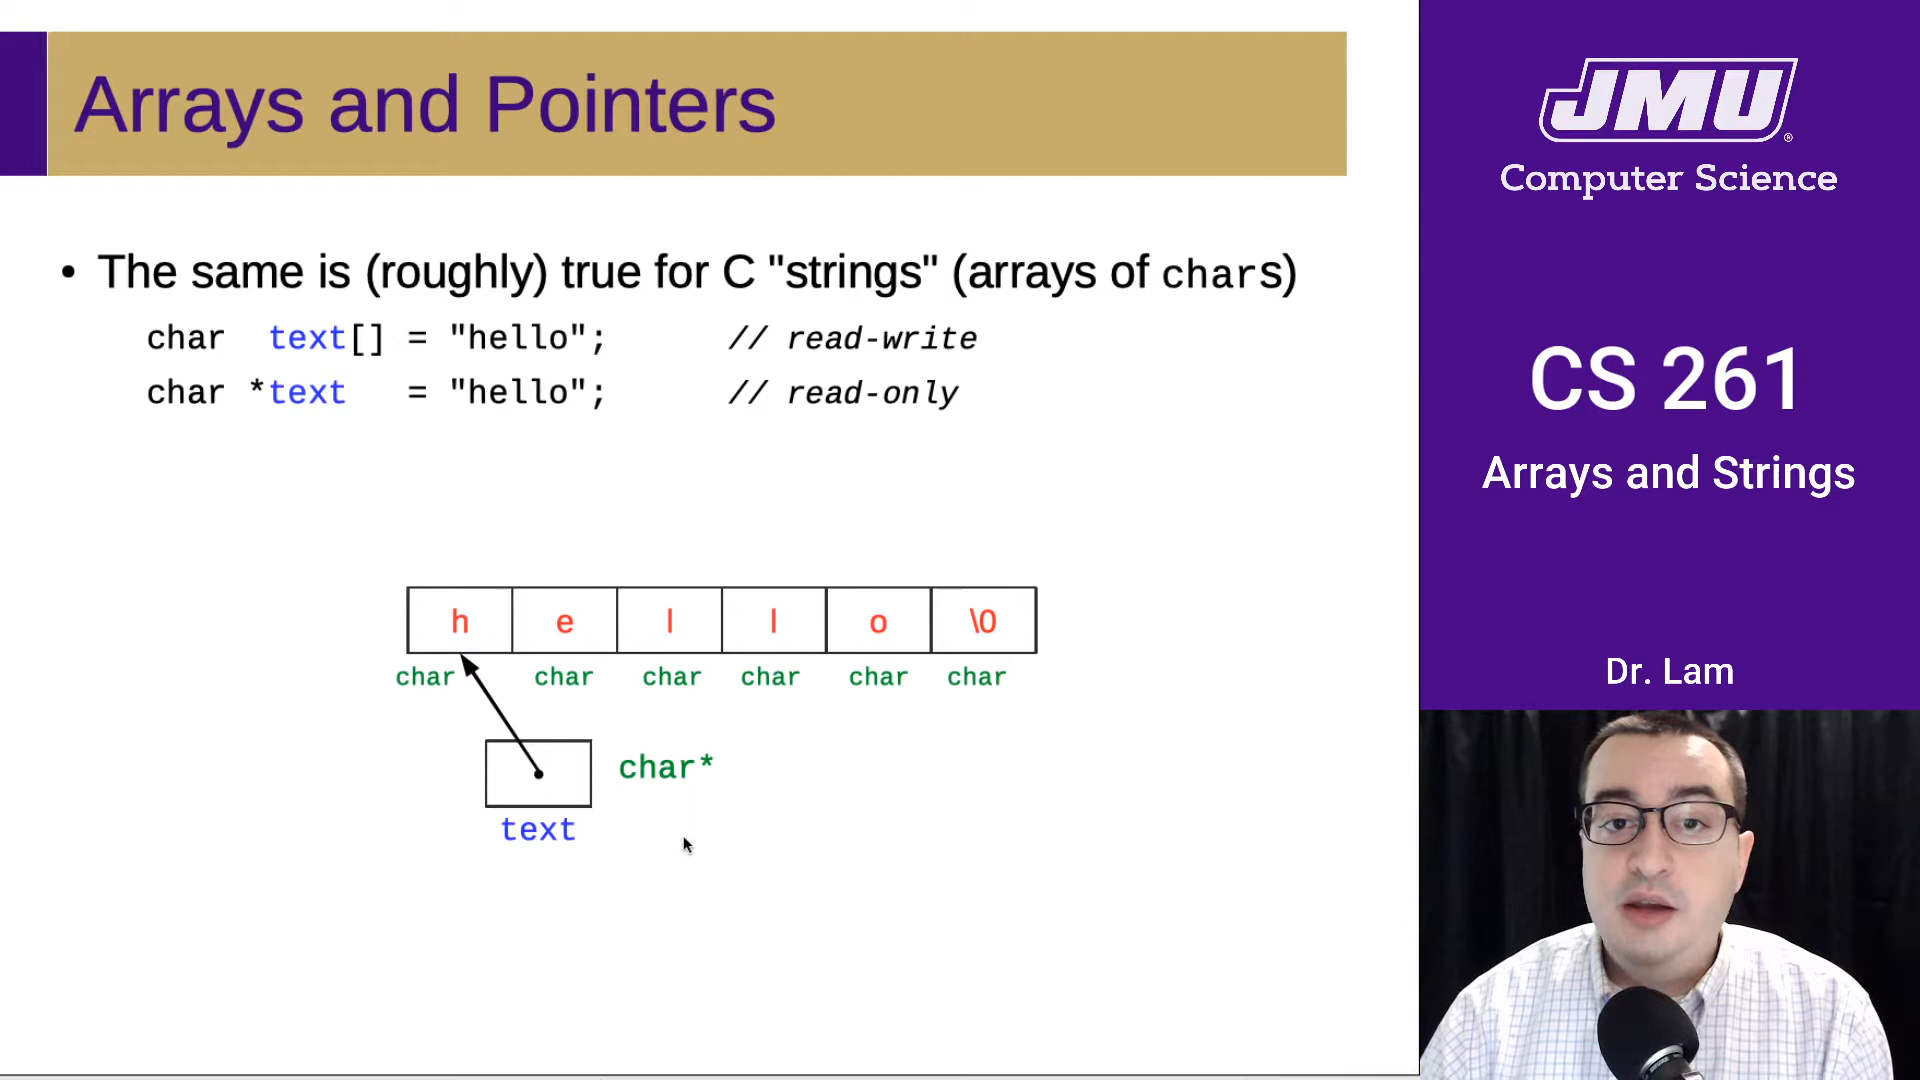 Arrays and Pointers
• The same is (roughly) true for C "strings" (arrays of chars)
char  text[] = "hello";      // read-write
char *text   = "hello";      // read-only
h e l l o \0
char char char char char char
char*
text
JMU®
Computer Science
CS 261
Arrays and Strings
Dr. Lam